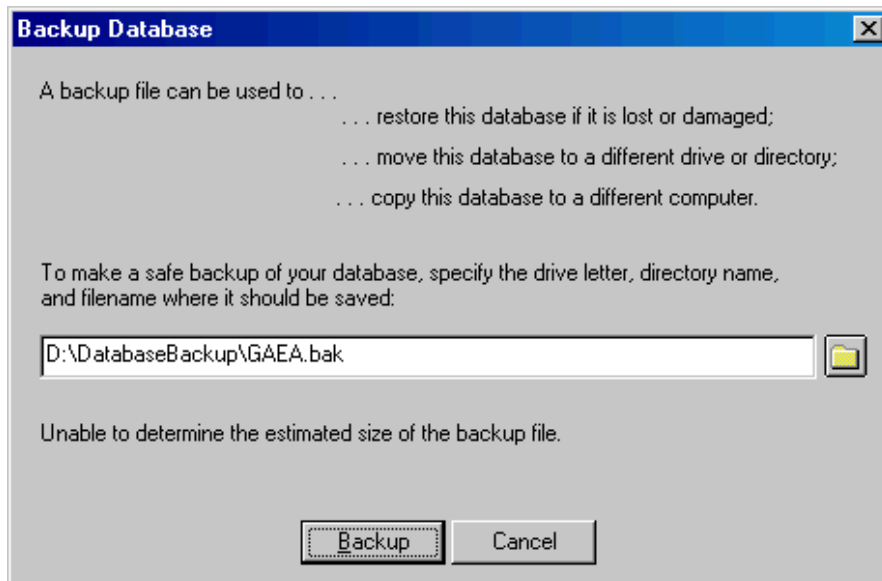 Backup Database
A backup file can be used to . . .
. . . restore this database if it is lost or damaged;
. . . move this database to a different drive or directory;
. . . copy this database to a different computer.
To make a safe backup of your database, specify the drive letter, directory name,
and filename where it should be saved:
D:\DatabaseBackup\GAEA.bak
Unable to determine the estimated size of the backup file.
Backup
Cancel